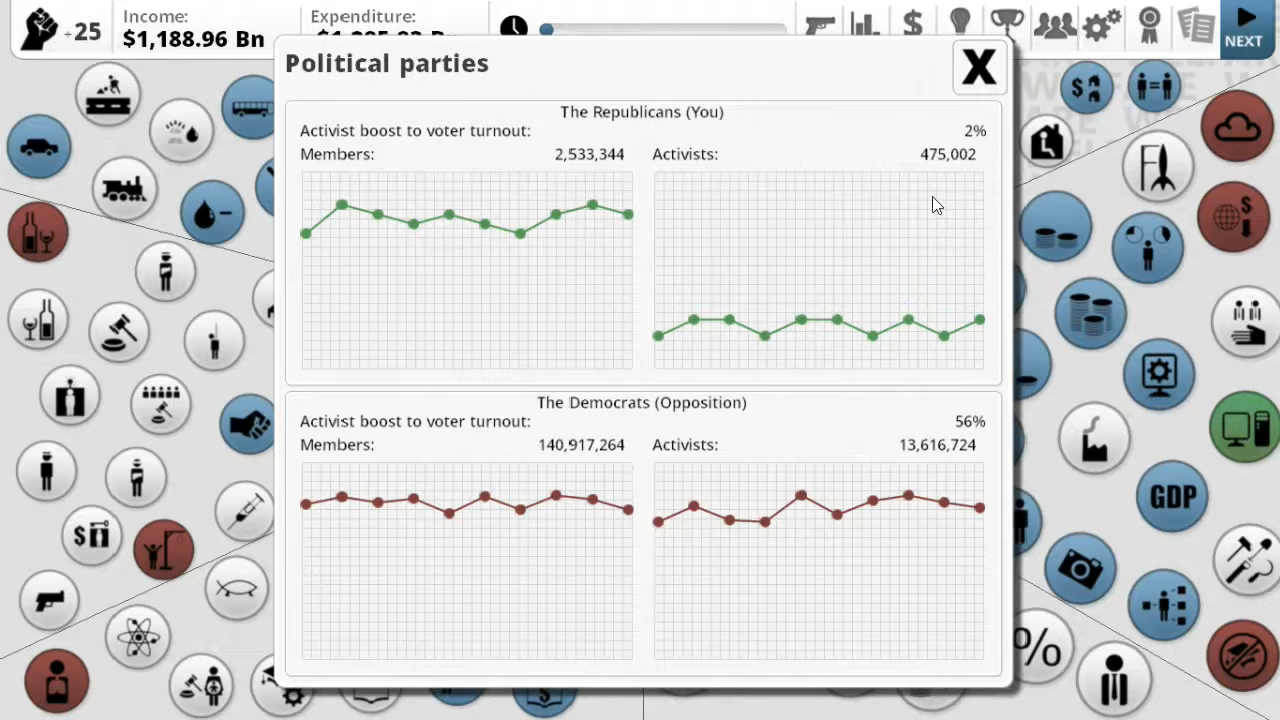 Income:
Expenditure:
+25
$1,188.96 Bn
NEXT
Political parties
X
The Republicans (You)
Activist boost to voter turnout:
2%
Members:
2,533,344
Activists:
475,002
The Democrats (Opposition)
Activist boost to voter turnout:
56%
Members:
140,917,264
Activists:
13,616,724
GDP
%